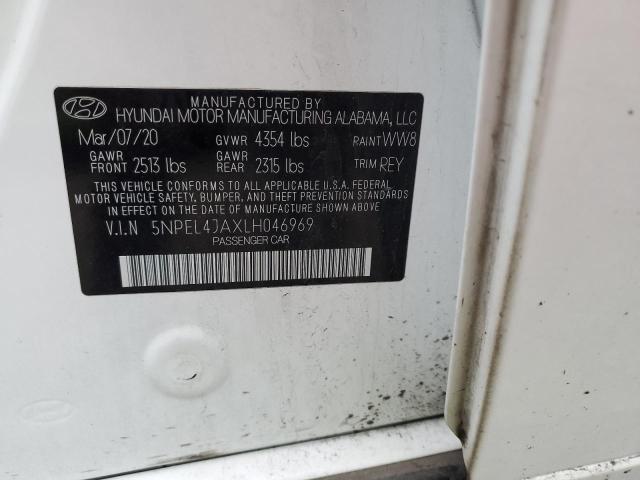 MANUFACTURED BY
HYUNDAI MOTOR MANUFACTURING ALABAMA, LLC
Mar/07/20 GVWR 4354 lbs PAINT WW8
GAWR FRONT 2513 lbs GAWR REAR 2315 lbs TRIM REY
THIS VEHICLE CONFORMS TO ALL APPLICABLE U.S.A. FEDERAL
MOTOR VEHICLE SAFETY, BUMPER, AND THEFT PREVENTION STANDARDS
IN EFFECT ON THE DATE OF MANUFACTURE SHOWN ABOVE.
V.I.N 5NPEL4JAXLH046969
PASSENGER CAR